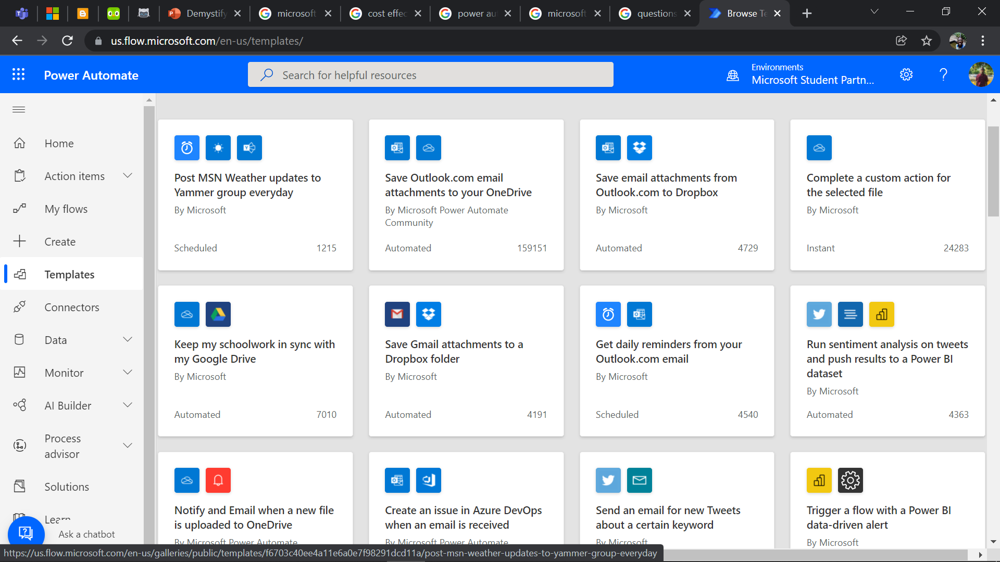 Demystify
microsoft
cost effec
power au
microsoft
questions
Browse Te
us.flow.microsoft.com/en-us/templates/
Power Automate
Search for helpful resources
Environments
Microsoft Student Partn...
Home
Action items
My flows
Create
Templates
Connectors
Data
Monitor
AI Builder
Process
advisor
Solutions
Learn
Ask a chatbot
Post MSN Weather updates to
Yammer group everyday
By Microsoft
Scheduled 1215
Save Outlook.com email
attachments to your OneDrive
By Microsoft Power Automate
Community
Automated 159151
Save email attachments from
Outlook.com to Dropbox
By Microsoft
Automated 4729
Complete a custom action for
the selected file
By Microsoft
Instant 24283
Keep my schoolwork in sync with
my Google Drive
By Microsoft
Automated 7010
Save Gmail attachments to a
Dropbox folder
By Microsoft
Automated 4191
Get daily reminders from your
Outlook.com email
By Microsoft
Scheduled 4540
Run sentiment analysis on tweets
and push results to a Power BI
dataset
By Microsoft
Automated 4363
Notify and Email when a new file
is uploaded to OneDrive
By Microsoft Power Automate
Create an issue in Azure DevOps
when an email is received
By Microsoft Power Automate
Send an email for new Tweets
about a certain keyword
By Microsoft
Trigger a flow with a Power BI
data-driven alert
By Microsoft
https://us.flow.microsoft.com/en-us/galleries/public/templates/f6703c40ee4a11e6a0e7f98291dcd11a/post-msn-weather-updates-to-yammer-group-everyday